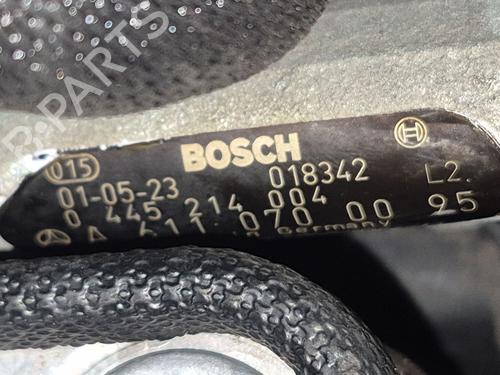 BOSCH
015
01-05-23 018342 L2.
0 445 214 004
A 611 070 00 95
Germany
R-PARTS